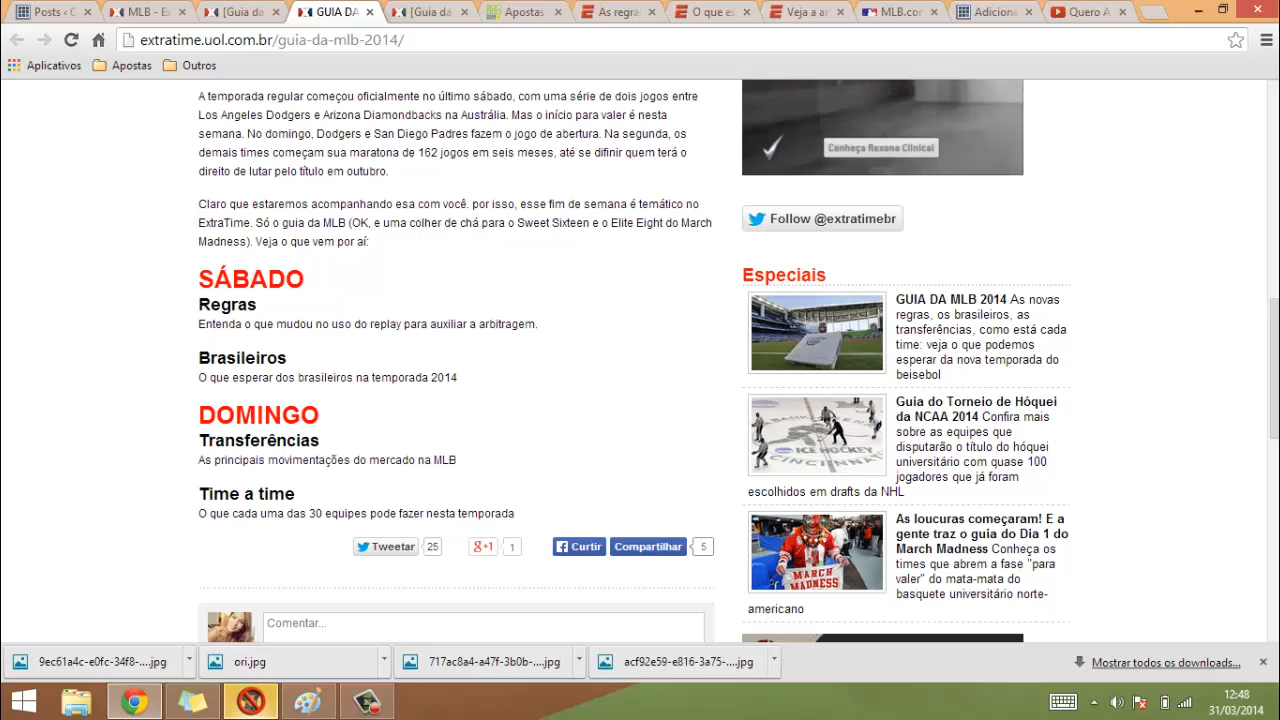 Posts ‹ C
MLB - E
[Guia da
GUIA DA
[Guia da
Apostas
As regra
O que es
Veja a ar
MLB.com
Adiciona
Quero A
extratime.uol.com.br/guia-da-mlb-2014/
Aplicativos
Apostas
Outros
A temporada regular começou oficialmente no último sábado, com uma série de dois jogos entre
Los Angeles Dodgers e Arizona Diamondbacks na Austrália. Mas o início para valer é nesta
semana. No domingo, Dodgers e San Diego Padres fazem o jogo de abertura. Na segunda, os
demais times começam sua maratona de 162 jogos em seis meses, até se difinir quem terá o
direito de lutar pelo título em outubro.
Claro que estaremos acompanhando esa com você. por isso, esse fim de semana é temático no
ExtraTime. Só o guia da MLB (OK, e uma colher de chá para o Sweet Sixteen e o Elite Eight do March
Madness). Veja o que vem por aí:
SÁBADO
Regras
Entenda o que mudou no uso do replay para auxiliar a arbitragem.
Brasileiros
O que esperar dos brasileiros na temporada 2014
DOMINGO
Transferências
As principais movimentações do mercado na MLB
Time a time
O que cada uma das 30 equipes pode fazer nesta temporada
Tweetar 25
g+1 1
Curtir
Compartilhar 5
Comentar...
Conheça Rexona Clinical
Follow @extratimebr
Especiais
GUIA DA MLB 2014 As novas
regras, os brasileiros, as
transferências, como está cada
time: veja o que podemos
esperar da nova temporada do
beisebol
Guia do Torneio de Hóquei
da NCAA 2014 Confira mais
sobre as equipes que
disputarão o título do hóquei
universitário com quase 100
jogadores que já foram
escolhidos em drafts da NHL
ICE HOCKEY
CINCINNATI
As loucuras começaram! E a
gente traz o guia do Dia 1 do
March Madness Conheça os
times que abrem a fase "para
valer" do mata-mata do
basquete universitário norte-
americano
MARCH
MADNESS
9ec61a4c-e0fc-34f8-....jpg
ori.jpg
717ac8a4-a47f-3b0b-....jpg
acf92e59-e816-3a75-....jpg
Mostrar todos os downloads...
12:48
31/03/2014